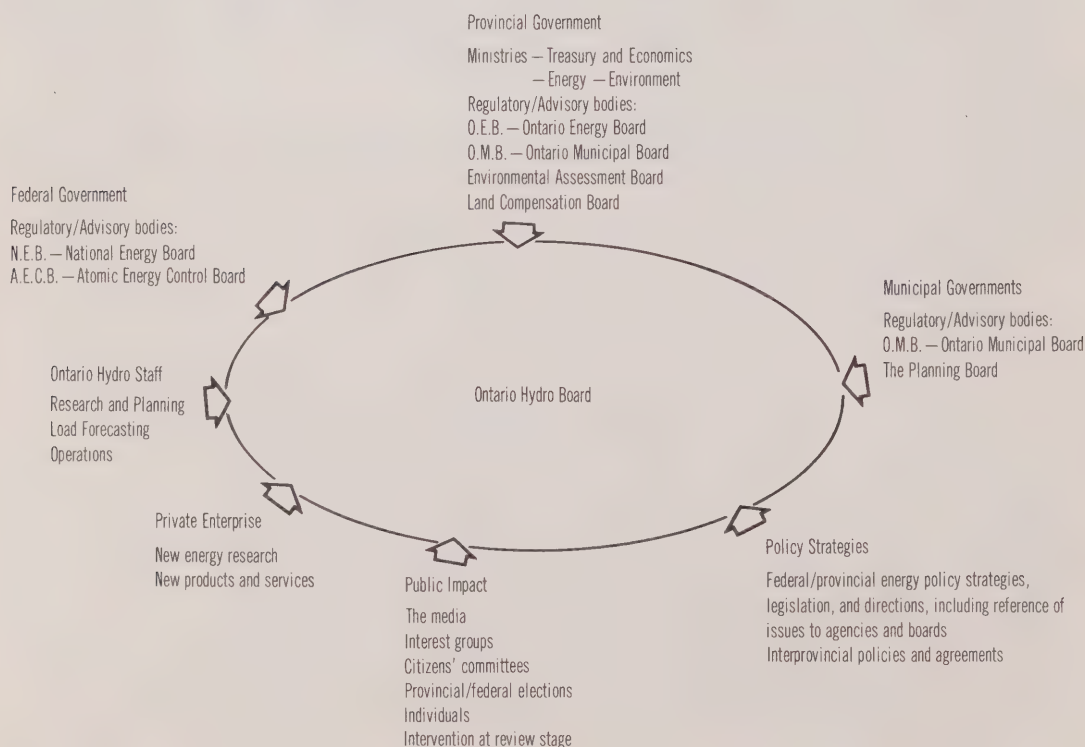 Provincial Government
Ministries — Treasury and Economics
— Energy — Environment
Regulatory/Advisory bodies:
O.E.B. — Ontario Energy Board
O.M.B. — Ontario Municipal Board
Environmental Assessment Board
Land Compensation Board
Federal Government
Regulatory/Advisory bodies:
N.E.B. — National Energy Board
A.E.C.B. — Atomic Energy Control Board
Municipal Governments
Regulatory/Advisory bodies:
O.M.B. — Ontario Municipal Board
The Planning Board
Ontario Hydro Staff
Research and Planning
Load Forecasting
Operations
Ontario Hydro Board
Private Enterprise
New energy research
New products and services
Public Impact
The media
Interest groups
Citizens' committees
Provincial/federal elections
Individuals
Intervention at review stage
Policy Strategies
Federal/provincial energy policy strategies,
legislation, and directions, including reference of
issues to agencies and boards
Interprovincial policies and agreements